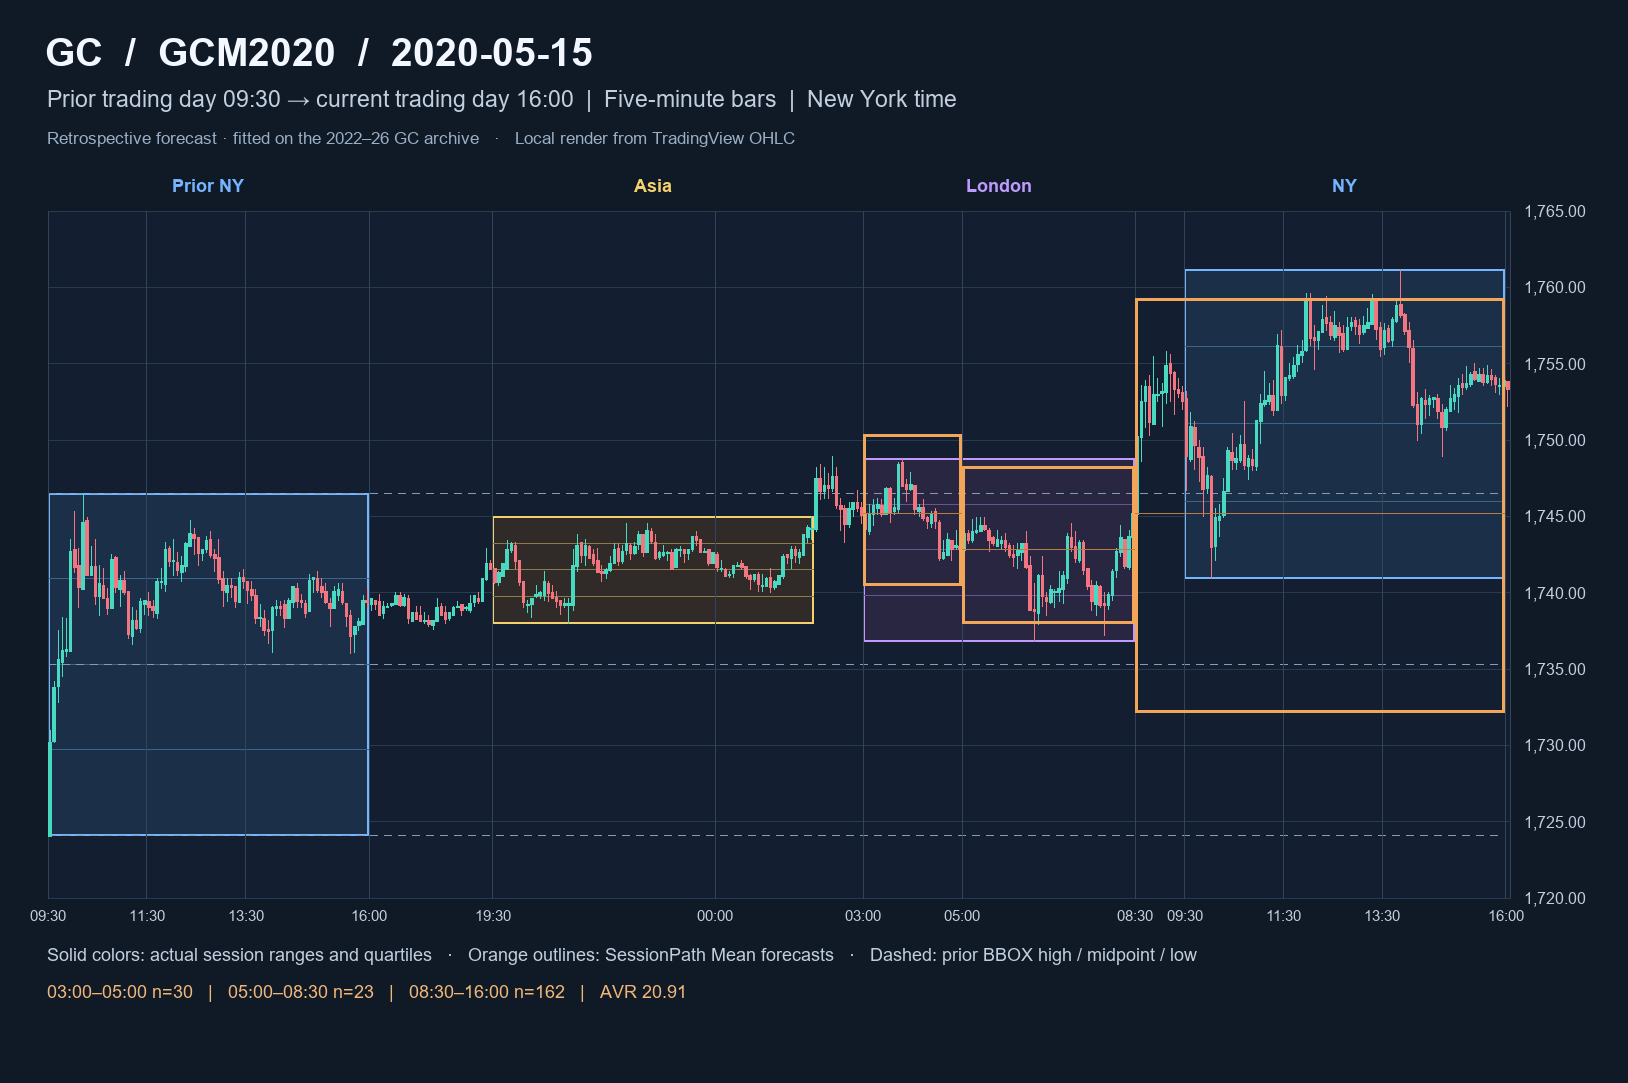 GC / GCM2020 / 2020-05-15
Prior trading day 09:30 → current trading day 16:00 | Five-minute bars | New York time
Retrospective forecast · fitted on the 2022–26 GC archive · Local render from TradingView OHLC
Prior NY Asia London NY
1,765.00
1,760.00
1,755.00
1,750.00
1,745.00
1,740.00
1,735.00
1,730.00
1,725.00
1,720.00
09:30 11:30 13:30 16:00 19:30 00:00 03:00 05:00 08:30 09:30 11:30 13:30 16:00
Solid colors: actual session ranges and quartiles · Orange outlines: SessionPath Mean forecasts · Dashed: prior BBOX high / midpoint / low
03:00–05:00 n=30 | 05:00–08:30 n=23 | 08:30–16:00 n=162 | AVR 20.91